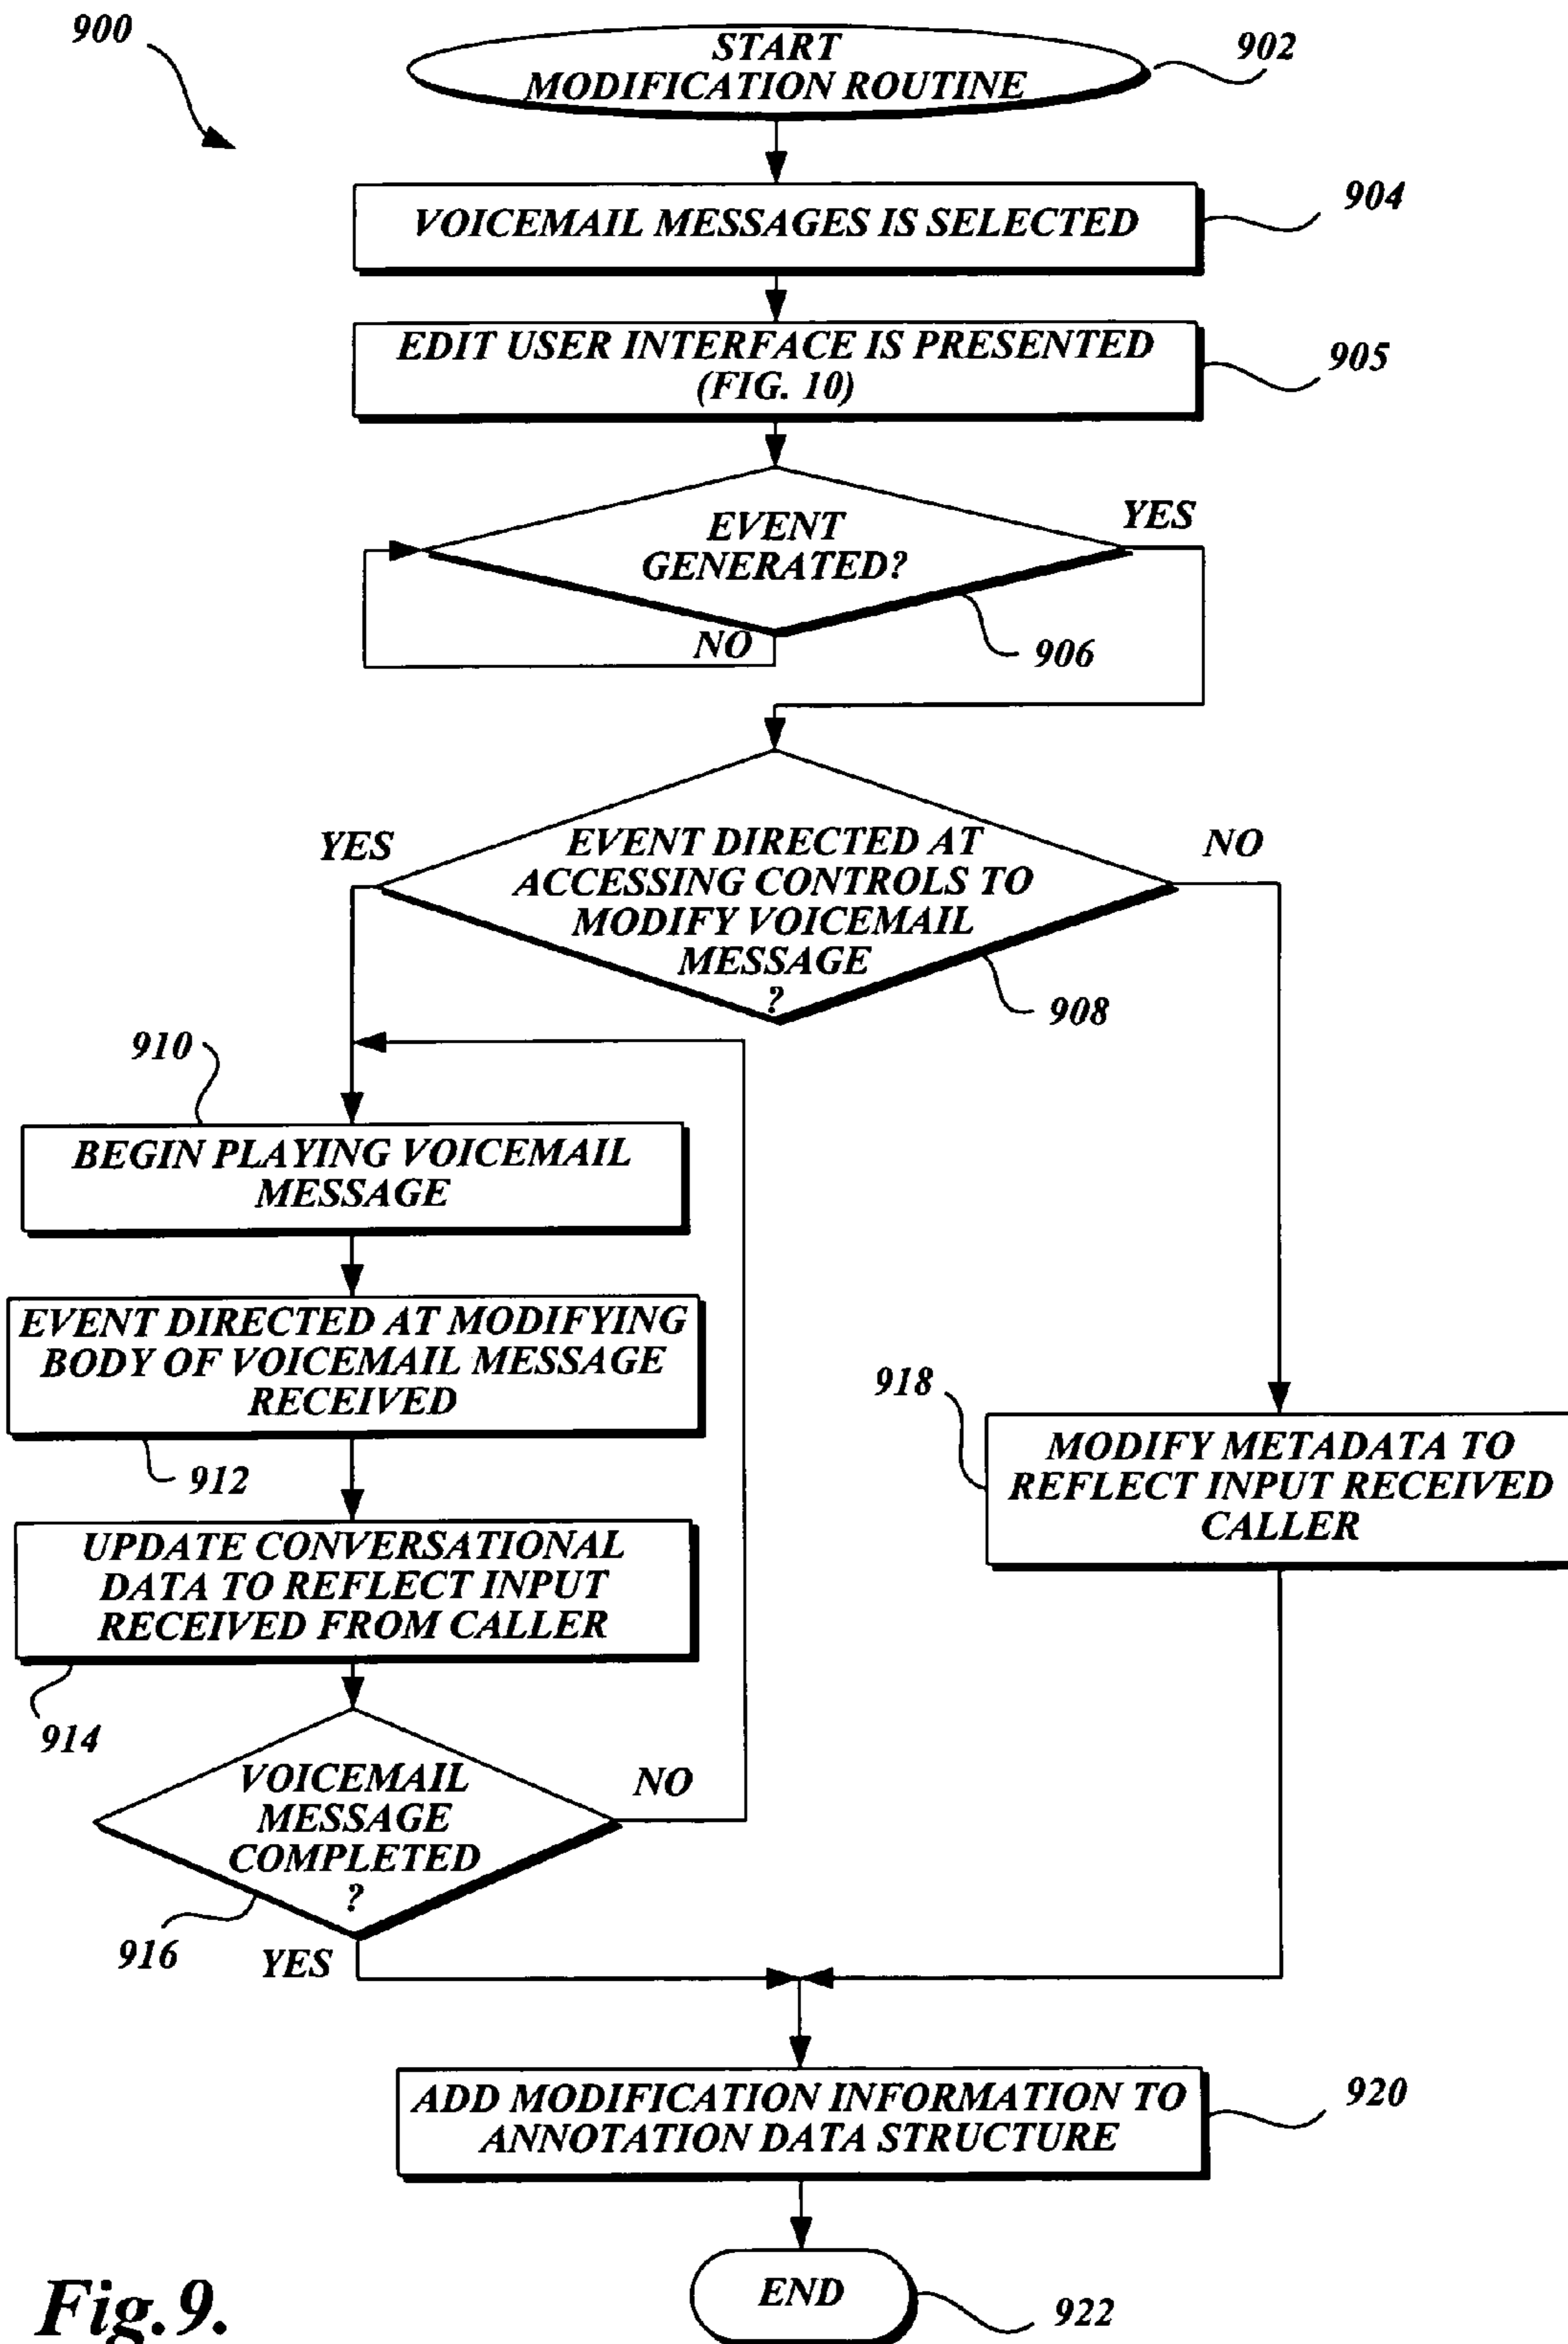 900
START
MODIFICATION ROUTINE
902
VOICEMAIL MESSAGES IS SELECTED
904
EDIT USER INTERFACE IS PRESENTED
(FIG. 10)
905
EVENT
GENERATED?
YES
NO
906
EVENT DIRECTED AT
ACCESSING CONTROLS TO
MODIFY VOICEMAIL
MESSAGE
?
YES
NO
908
910
BEGIN PLAYING VOICEMAIL
MESSAGE
EVENT DIRECTED AT MODIFYING
BODY OF VOICEMAIL MESSAGE
RECEIVED
912
918
MODIFY METADATA TO
REFLECT INPUT RECEIVED
CALLER
UPDATE CONVERSATIONAL
DATA TO REFLECT INPUT
RECEIVED FROM CALLER
914
VOICEMAIL
MESSAGE
COMPLETED
?
NO
916
YES
ADD MODIFICATION INFORMATION TO
ANNOTATION DATA STRUCTURE
920
END
922
Fig.9.